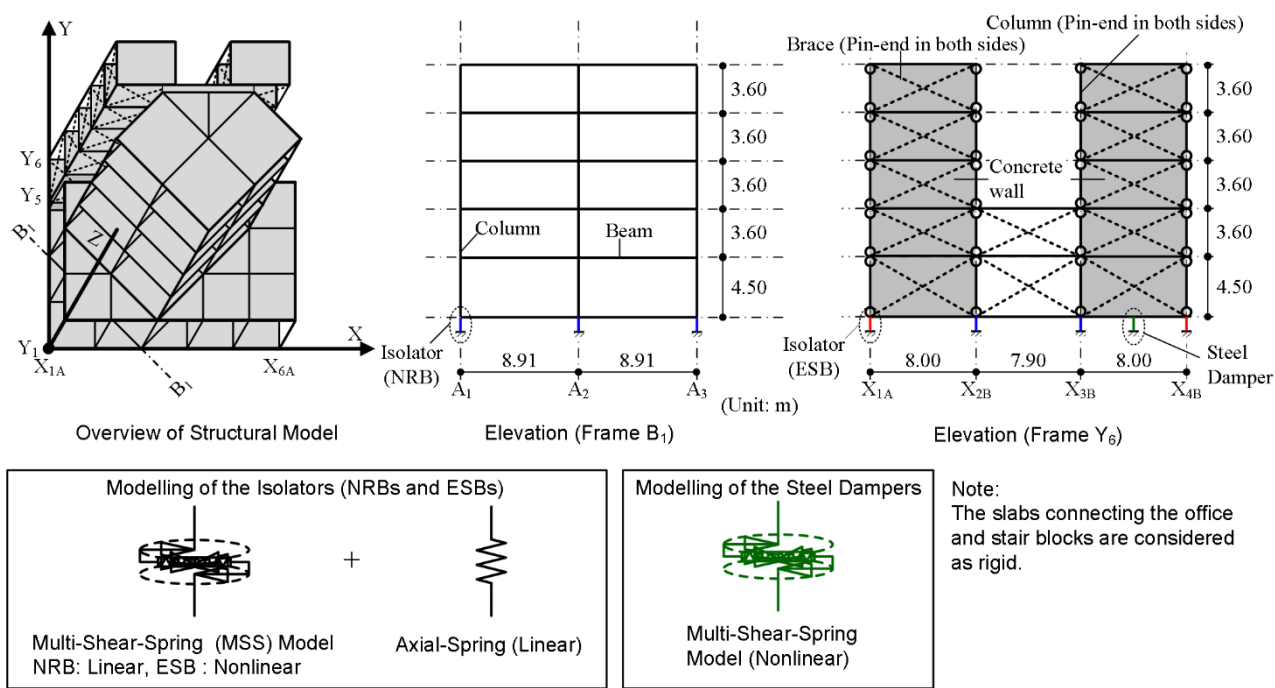 Y
Y₆
Y₅
B₁
Z
Y₁
X₁A
B₁
X₆A
X
Overview of Structural Model
3.60
3.60
3.60
3.60
4.50
Column
Beam
Isolator
(NRB)
8.91
8.91
A₁
A₂
A₃
(Unit: m)
Elevation (Frame B₁)
Column (Pin-end in both sides)
Brace (Pin-end in both sides)
3.60
3.60
Concrete
wall
3.60
3.60
4.50
Isolator
(ESB)
8.00
7.90
8.00
Steel
Damper
X₁A
X₂B
X₃B
X₄B
Elevation (Frame Y₆)
Modelling of the Isolators (NRBs and ESBs)
+
Multi-Shear-Spring (MSS) Model
NRB: Linear, ESB : Nonlinear
Axial-Spring (Linear)
Modelling of the Steel Dampers
Multi-Shear-Spring
Model (Nonlinear)
Note:
The slabs connecting the office
and stair blocks are considered
as rigid.